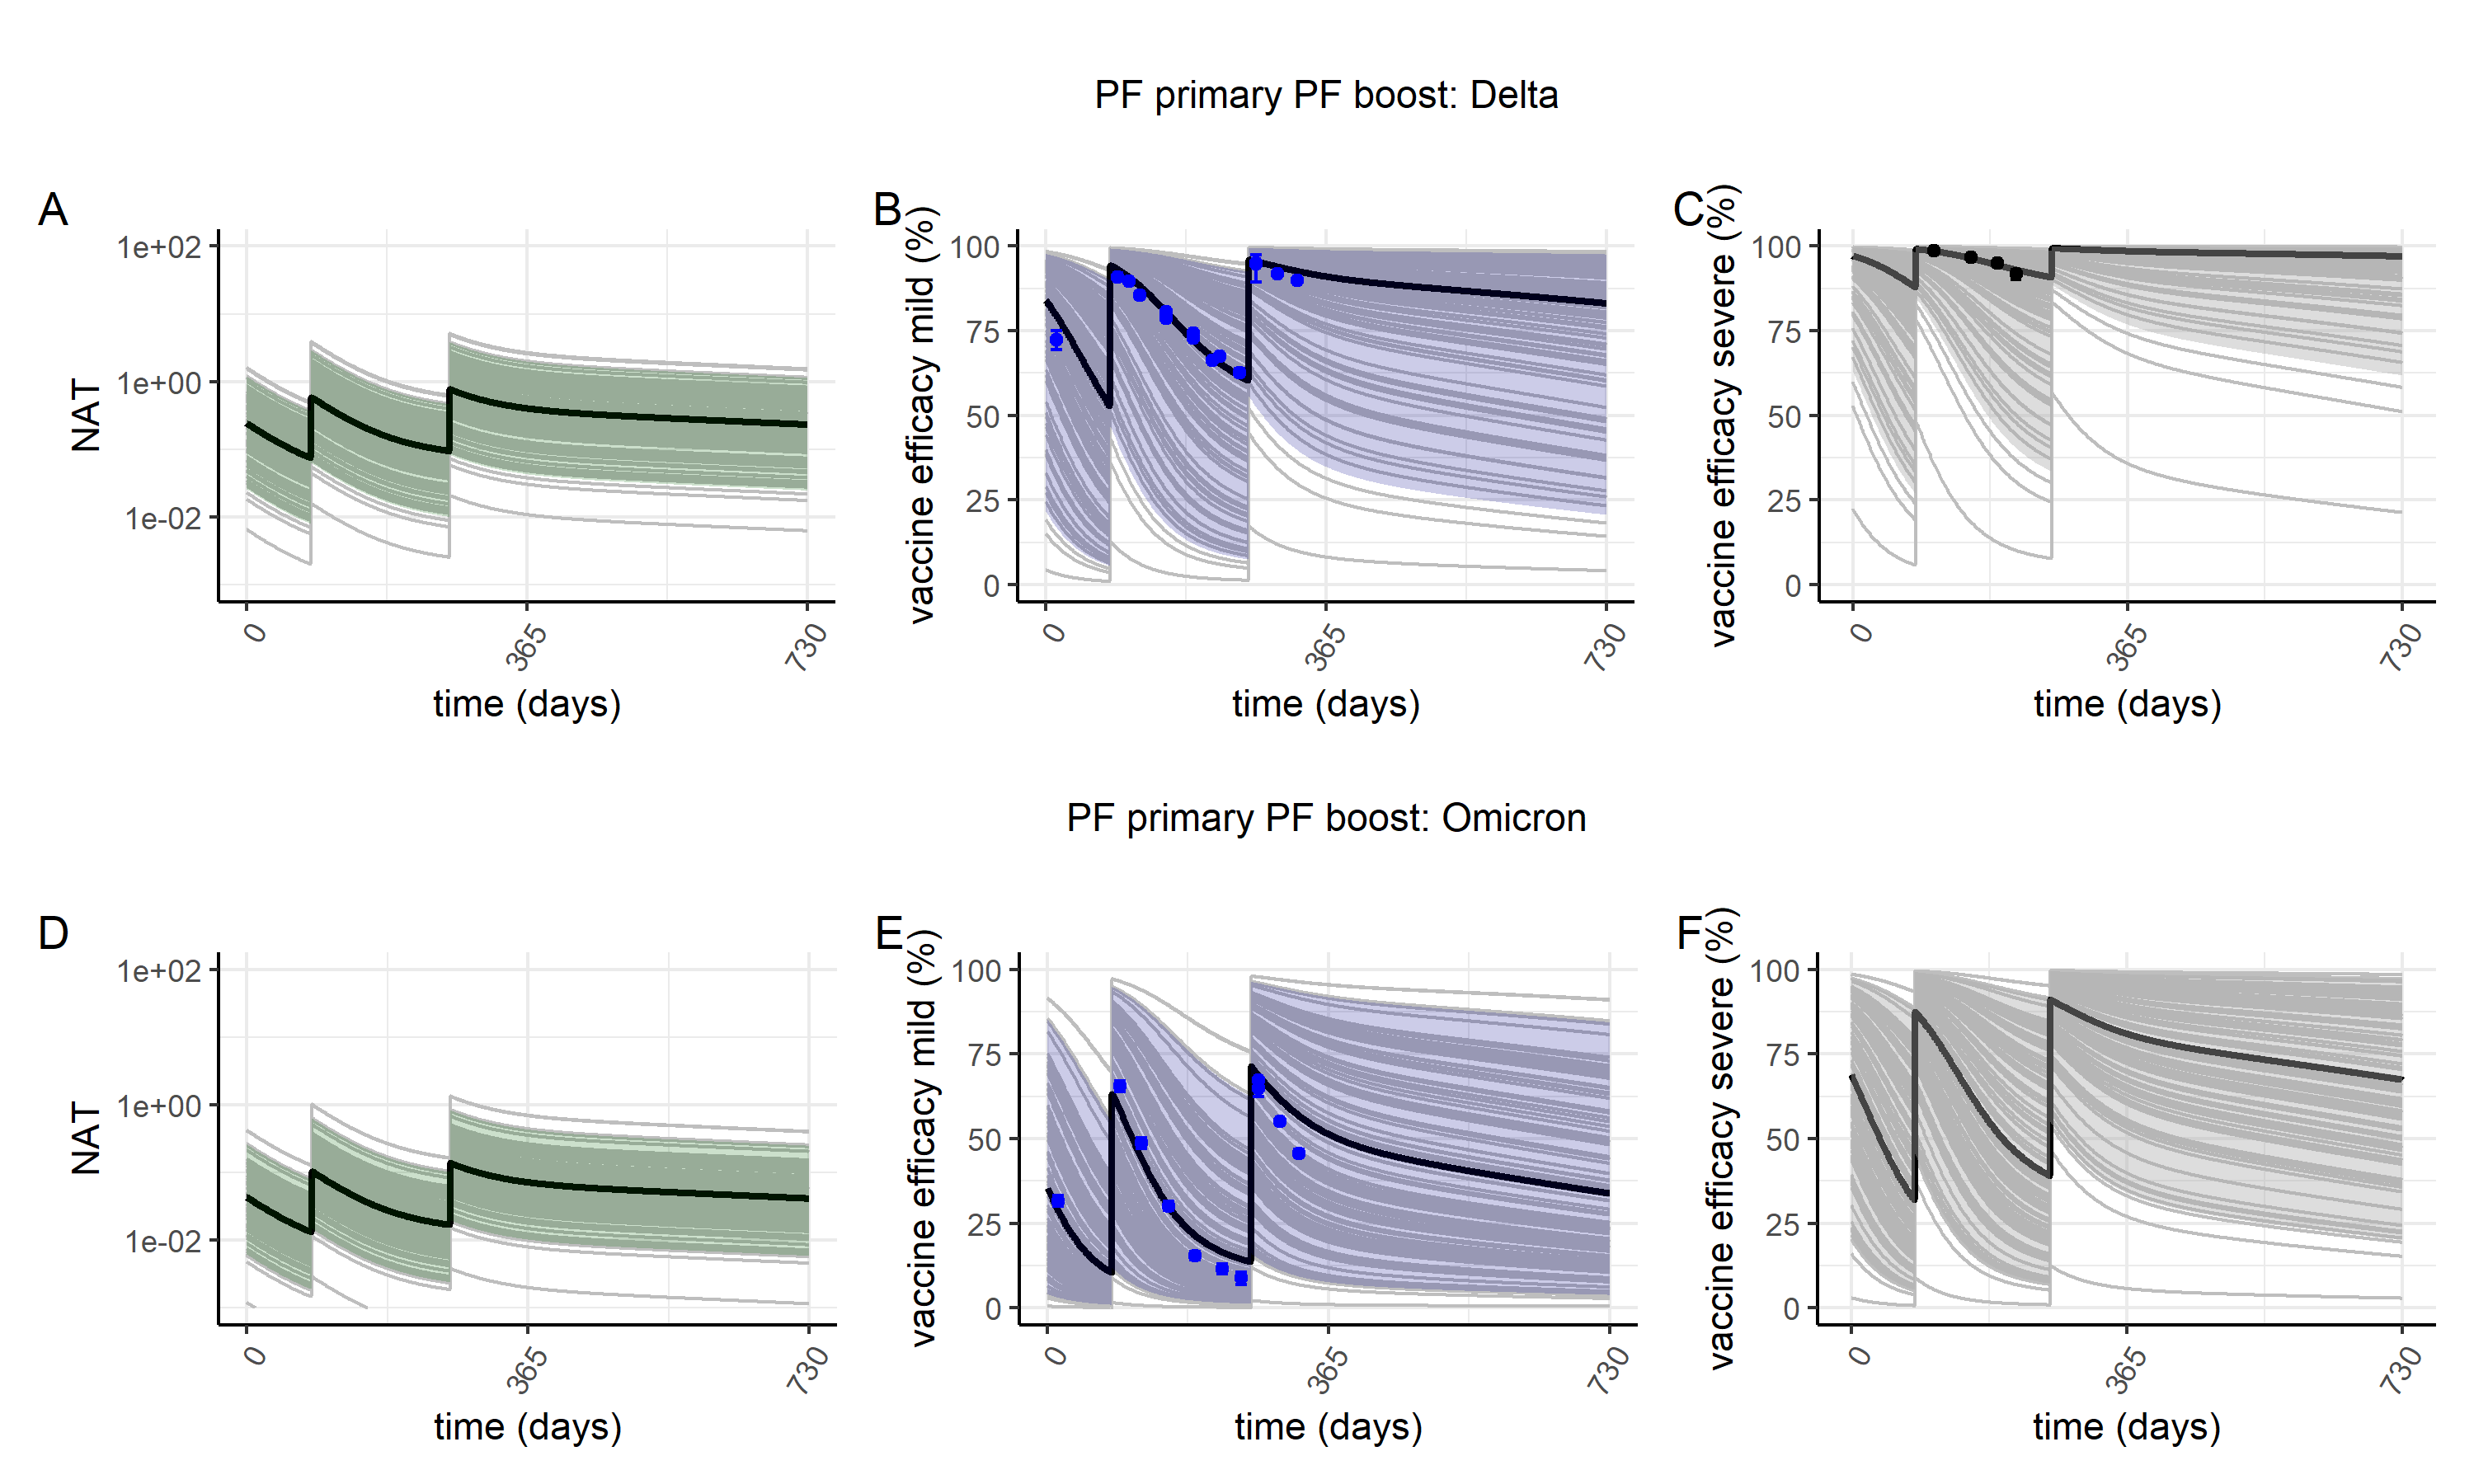 PF primary PF boost: Delta
A
NAT
1e+02
1e+00
1e-02
0
365
730
time (days)
B
vaccine efficacy mild (%)
100
75
50
25
0
0
365
730
time (days)
C
vaccine efficacy severe (%)
100
75
50
25
0
0
365
730
time (days)
PF primary PF boost: Omicron
D
NAT
1e+02
1e+00
1e-02
0
365
730
time (days)
E
vaccine efficacy mild (%)
100
75
50
25
0
0
365
730
time (days)
F
vaccine efficacy severe (%)
100
75
50
25
0
0
365
730
time (days)